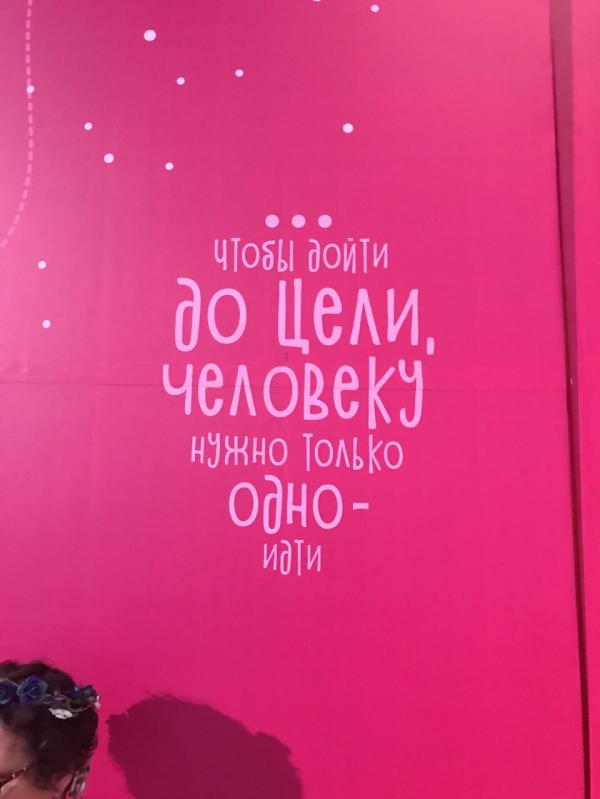 ...
чтобы дойти
до цели,
человеку
нужно только
одно -
идти